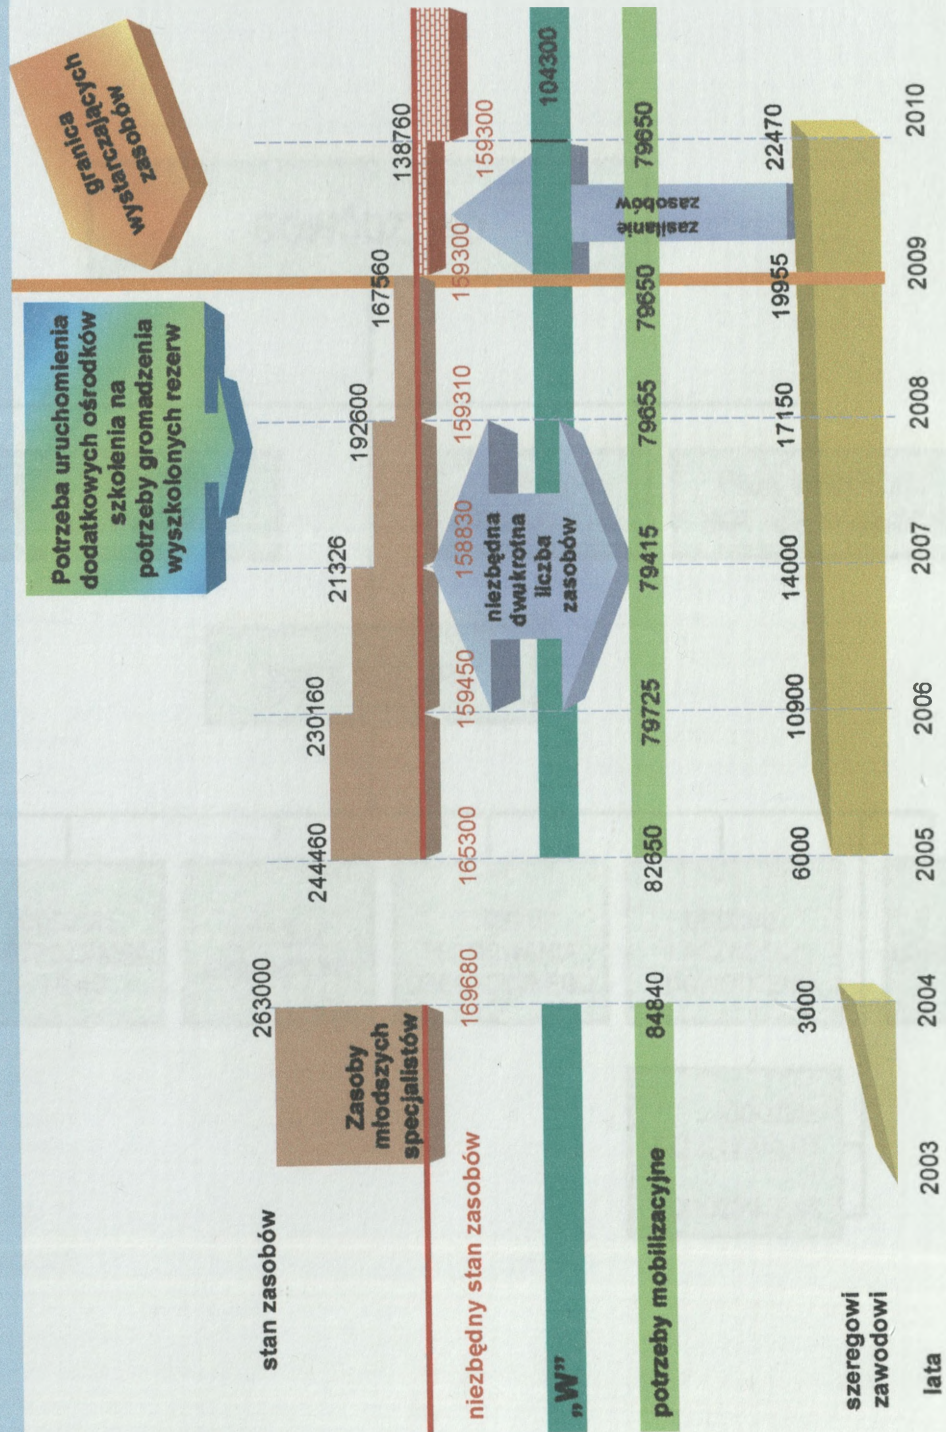 Potrzeba uruchomienia
dodatkowych ośrodków
szkolenia na
potrzeby gromadzenia
wyszkolonych rezerw
granica
wystarczających
zasobów
stan zasobów
263000
244460
230160
21326
192600
167560
138760
Zasoby
młodszych
specjalistów
niezbędny stan zasobów
169680
165300
159450
158830
159310
159300
159300
niezbędna
dwukrotna
liczba
zasobów
„W”
104300
zasilanie
zasobów
potrzeby mobilizacyjne
84840
82650
79725
79415
79655
79650
79650
szeregowi
zawodowi
3000
6000
10900
14000
17150
19955
22470
lata
2003
2004
2005
2006
2007
2008
2009
2010